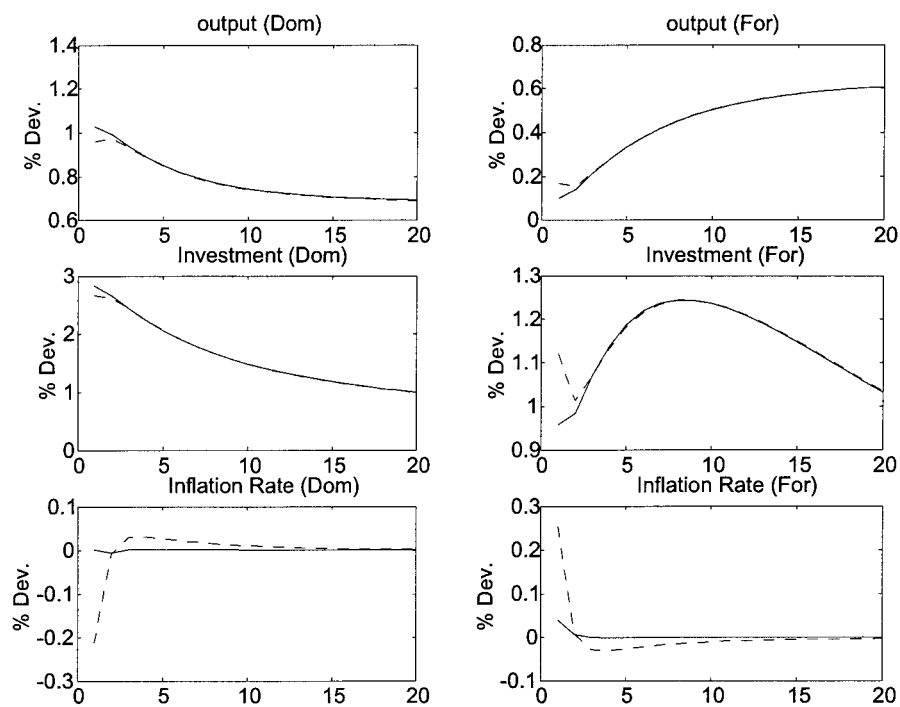 output (Dom)
1.4
1.2
1
0.8
0.6
% Dev.
0 5 10 15 20
output (For)
0.8
0.6
0.4
0.2
0
% Dev.
0 5 10 15 20
Investment (Dom)
3
2
1
0
% Dev.
0 5 10 15 20
Investment (For)
1.3
1.2
1.1
1
0.9
% Dev.
0 5 10 15 20
Inflation Rate (Dom)
0.1
0
-0.1
-0.2
-0.3
% Dev.
0 5 10 15 20
Inflation Rate (For)
0.3
0.2
0.1
0
-0.1
% Dev.
0 5 10 15 20